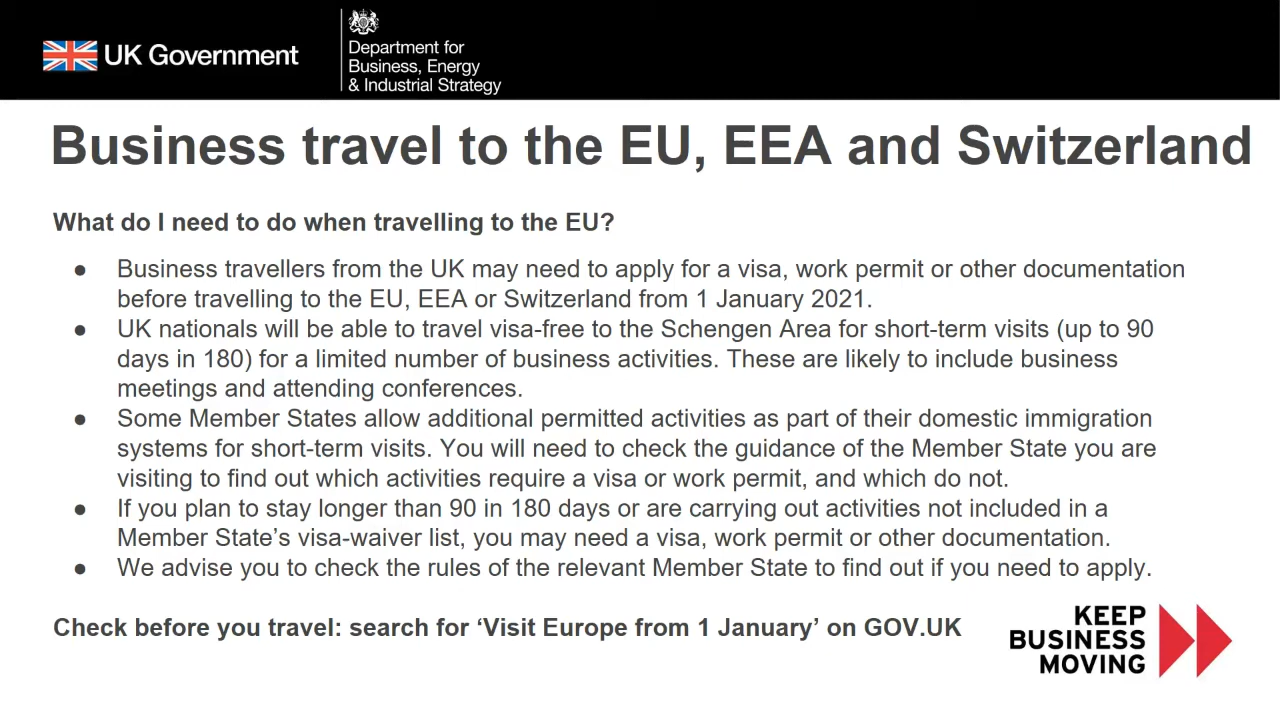 UK Government
Department for
Business, Energy
& Industrial Strategy
Business travel to the EU, EEA and Switzerland
What do I need to do when travelling to the EU?
● Business travellers from the UK may need to apply for a visa, work permit or other documentation
before travelling to the EU, EEA or Switzerland from 1 January 2021.
● UK nationals will be able to travel visa-free to the Schengen Area for short-term visits (up to 90
days in 180) for a limited number of business activities. These are likely to include business
meetings and attending conferences.
● Some Member States allow additional permitted activities as part of their domestic immigration
systems for short-term visits. You will need to check the guidance of the Member State you are
visiting to find out which activities require a visa or work permit, and which do not.
● If you plan to stay longer than 90 in 180 days or are carrying out activities not included in a
Member State’s visa-waiver list, you may need a visa, work permit or other documentation.
● We advise you to check the rules of the relevant Member State to find out if you need to apply.
Check before you travel: search for ‘Visit Europe from 1 January’ on GOV.UK
KEEP
BUSINESS
MOVING